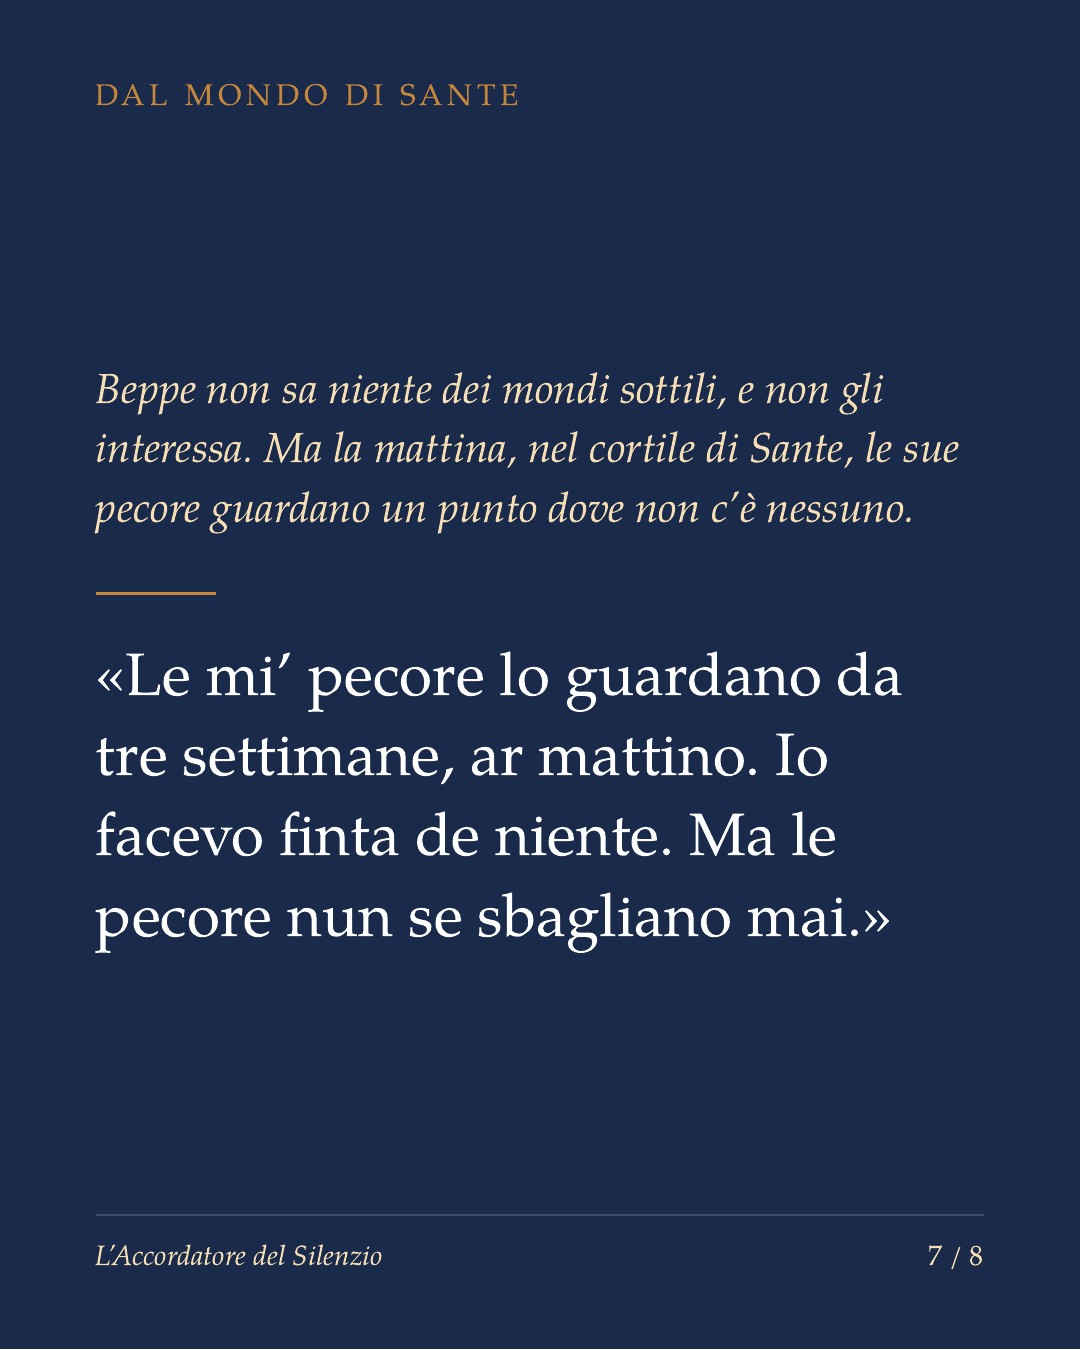 DAL MONDO DI SANTE
Beppe non sa niente dei mondi sottili, e non gli
interessa. Ma la mattina, nel cortile di Sante, le sue
pecore guardano un punto dove non c’è nessuno.
«Le mi’ pecore lo guardano da
tre settimane, ar mattino. Io
facevo finta de niente. Ma le
pecore nun se sbagliano mai.»
L’Accordatore del Silenzio
7 / 8